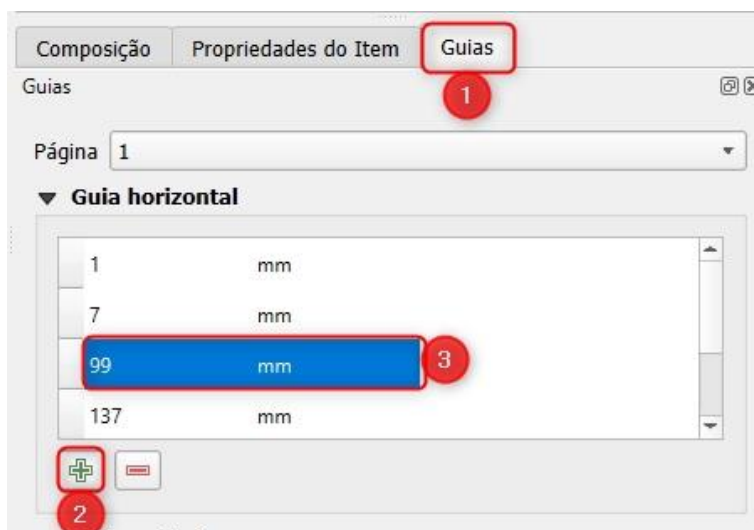 Composição Propriedades do Item Guias
Guias
1
Página 1
Guia horizontal
1 mm
7 mm
99 mm 3
137 mm
2